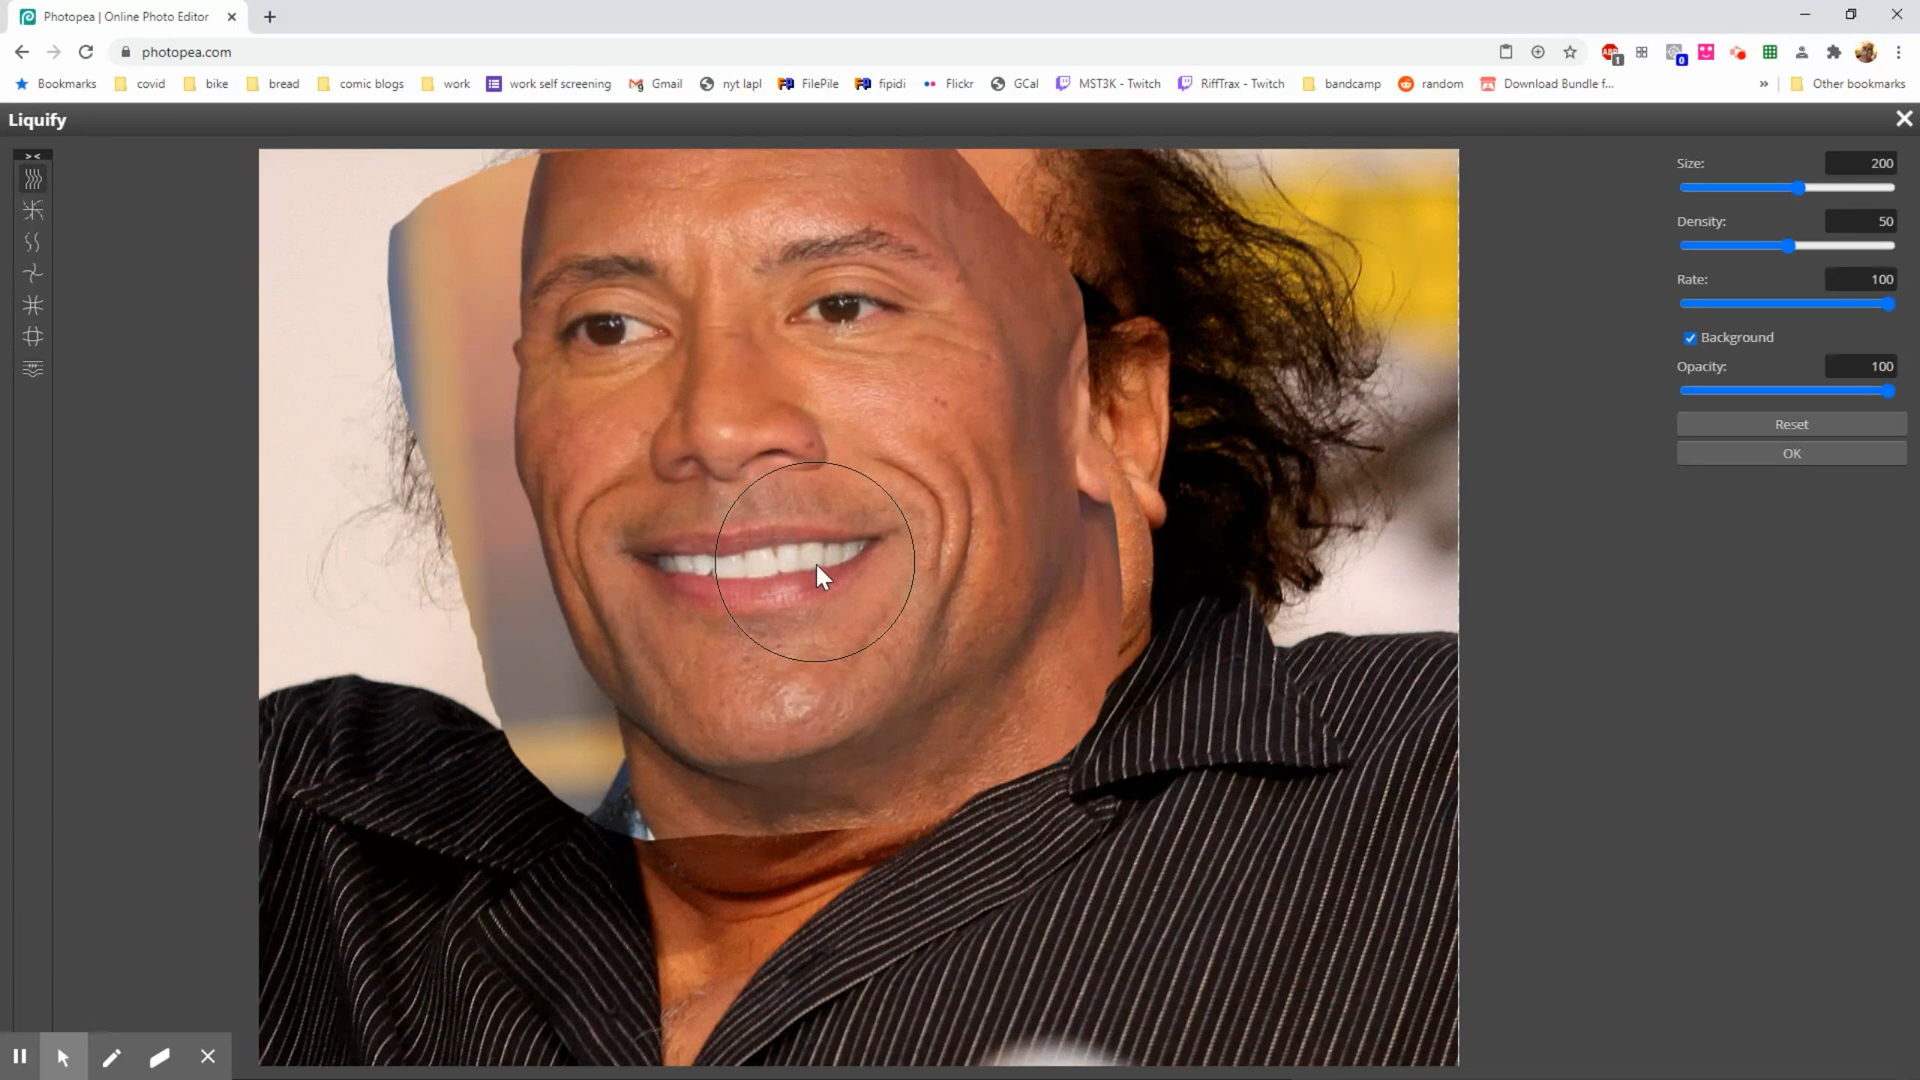 Photopea | Online Photo Editor
photopea.com
Bookmarks covid bike bread comic blogs work work self screening Gmail nyt lapl FilePile fipidi Flickr GCal MST3K - Twitch RiffTrax - Twitch bandcamp random Download Bundle f... » Other bookmarks
Liquify
Size: 200
Density: 50
Rate: 100
Background
Opacity: 100
Reset
OK